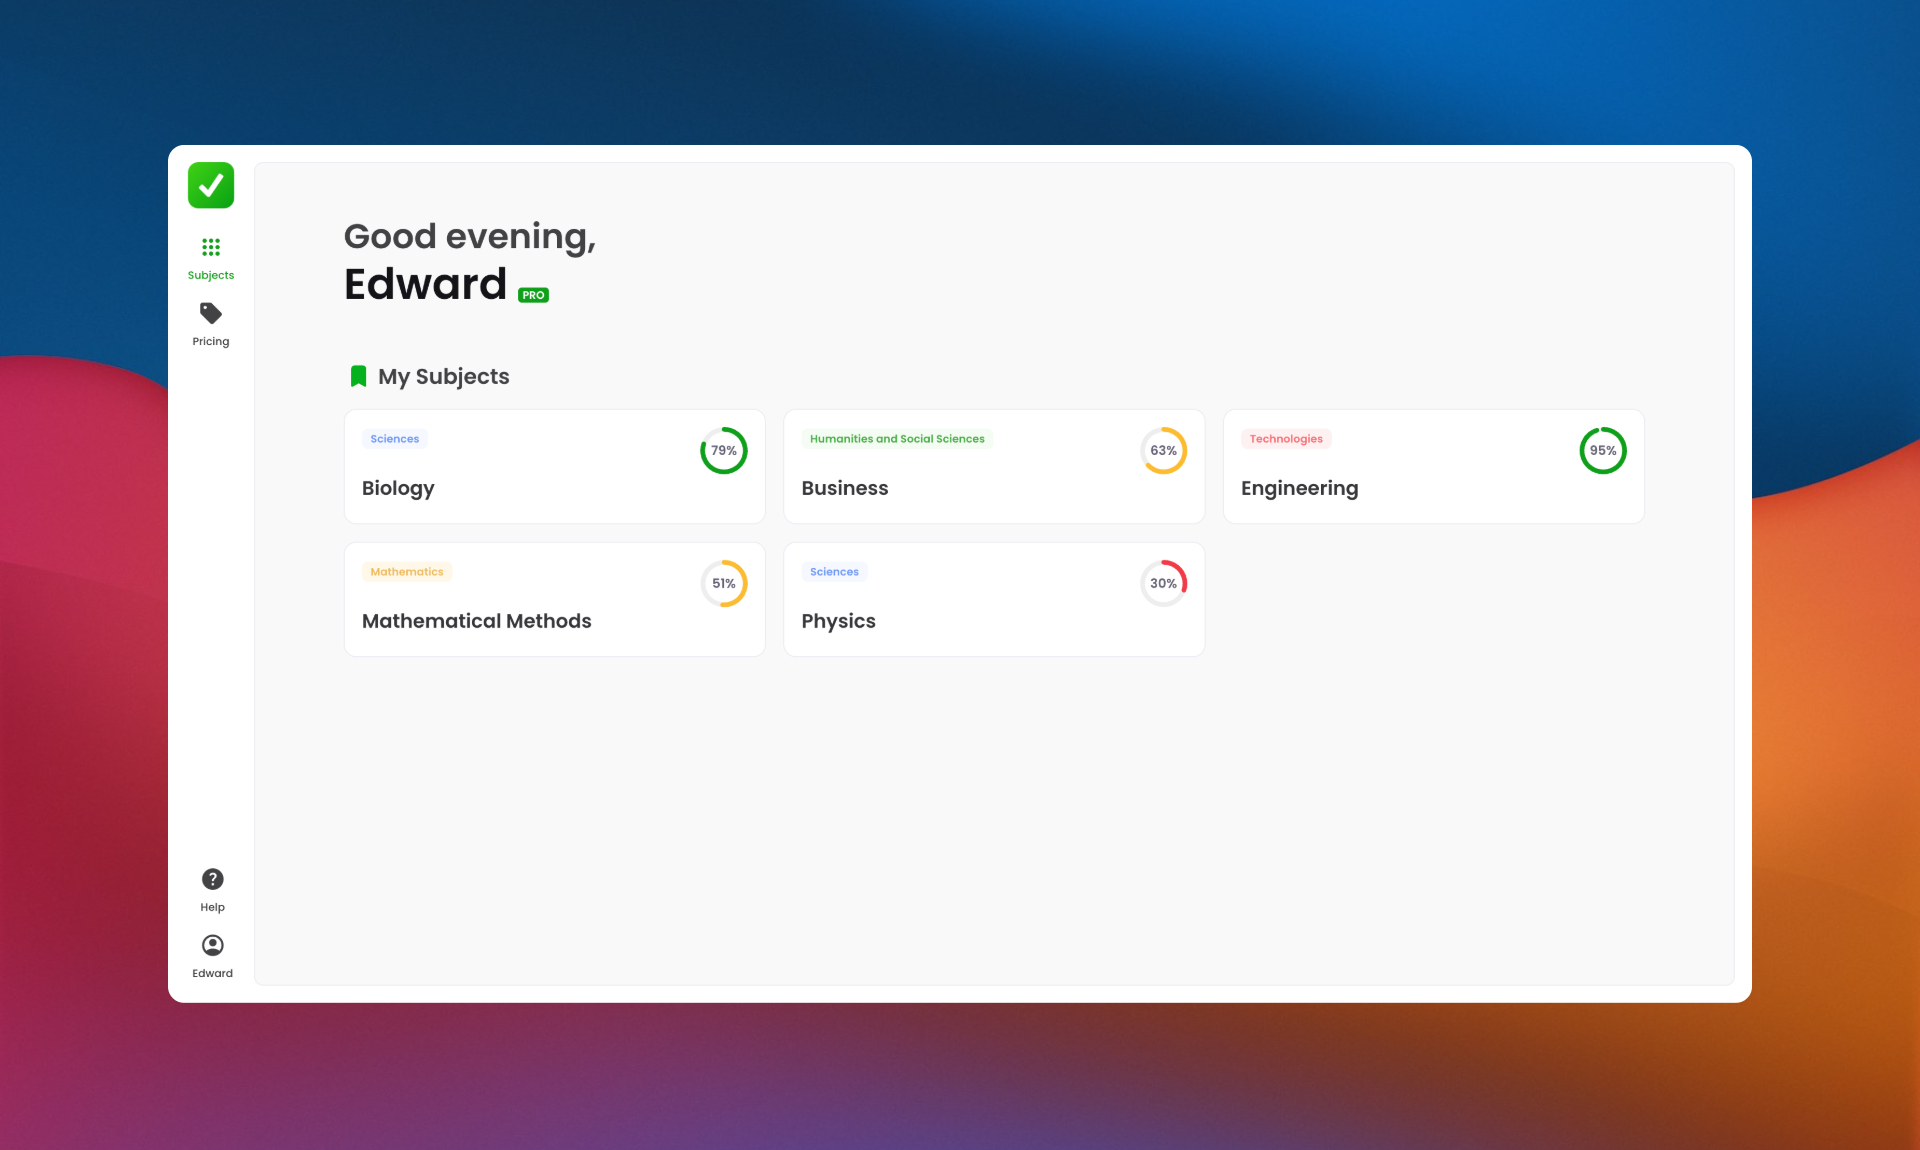 Subjects
Pricing
Help
Edward
Good evening,
Edward PRO
My Subjects
Sciences
79%
Biology
Humanities and Social Sciences
63%
Business
Technologies
95%
Engineering
Mathematics
51%
Mathematical Methods
Sciences
30%
Physics